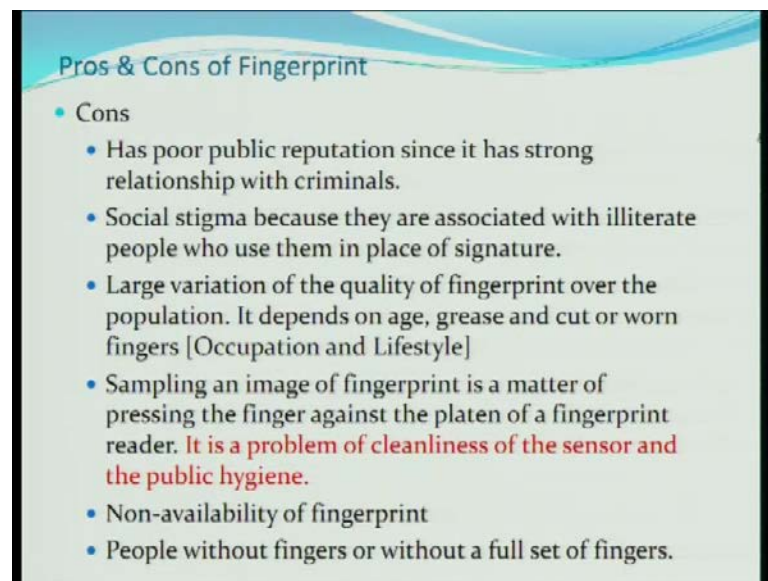 Pros & Cons of Fingerprint
• Cons
• Has poor public reputation since it has strong
relationship with criminals.
• Social stigma because they are associated with illiterate
people who use them in place of signature.
• Large variation of the quality of fingerprint over the
population. It depends on age, grease and cut or worn
fingers [Occupation and Lifestyle]
• Sampling an image of fingerprint is a matter of
pressing the finger against the platen of a fingerprint
reader. It is a problem of cleanliness of the sensor and
the public hygiene.
• Non-availability of fingerprint
• People without fingers or without a full set of fingers.